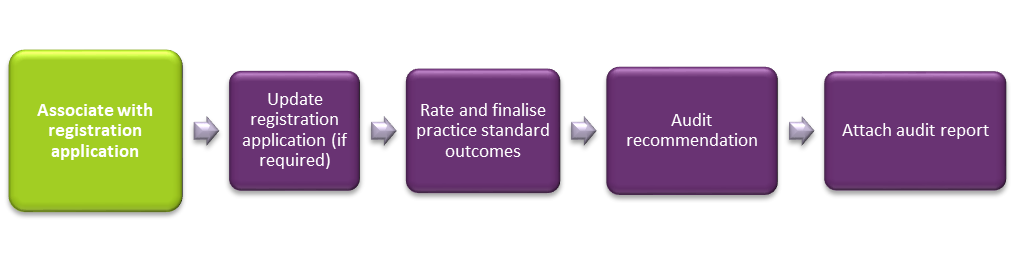 Associate with
registration
application
Update
registration
application (if
required)
Rate and finalise
practice standard
outcomes
Audit
recommendation
Attach audit report